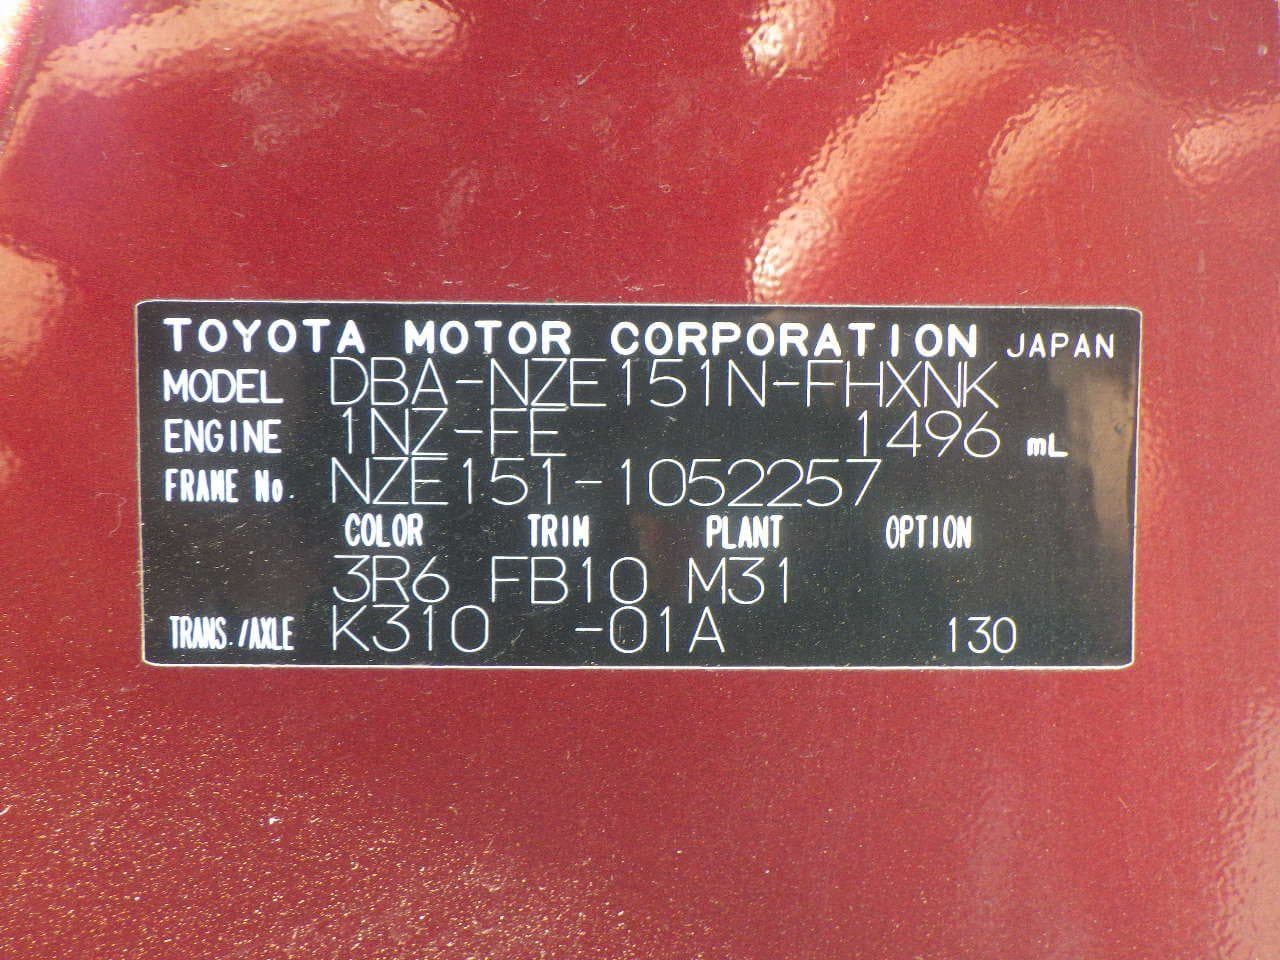 TOYOTA MOTOR CORPORATION JAPAN
MODEL DBA-NZE151N-FHXNK
ENGINE 1NZ-FE 1496 mL
FRAME No. NZE151-1052257
COLOR TRIM PLANT OPTION
3R6 FB10 M31
TRANS./AXLE K310 -01A 130